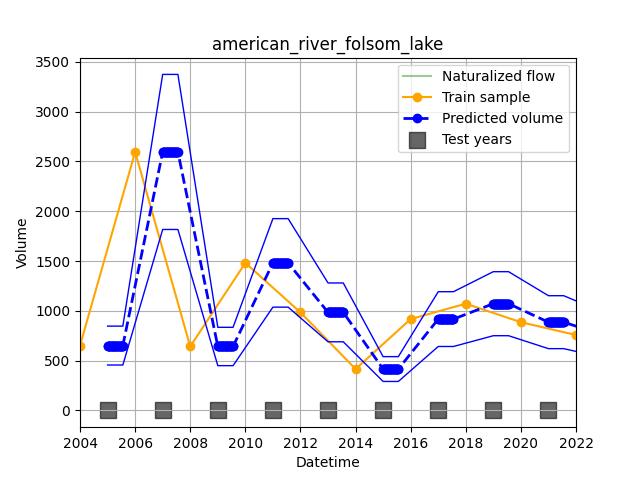 american_river_folsom_lake
3500
3000
2500
2000
1500
1000
500
0
Volume
Naturalized flow
Train sample
Predicted volume
Test years
2004 2006 2008 2010 2012 2014 2016 2018 2020 2022
Datetime